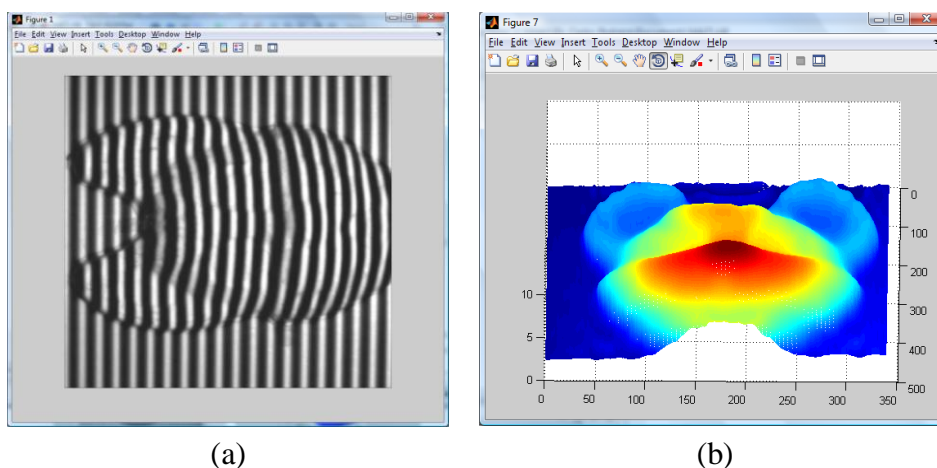 Figure 1
File Edit View Insert Tools Desktop Window Help
(a)
Figure 7
File Edit View Insert Tools Desktop Window Help
10
5
0
0 50 100 150 200 250 300 350
0
100
200
300
400
500
(b)